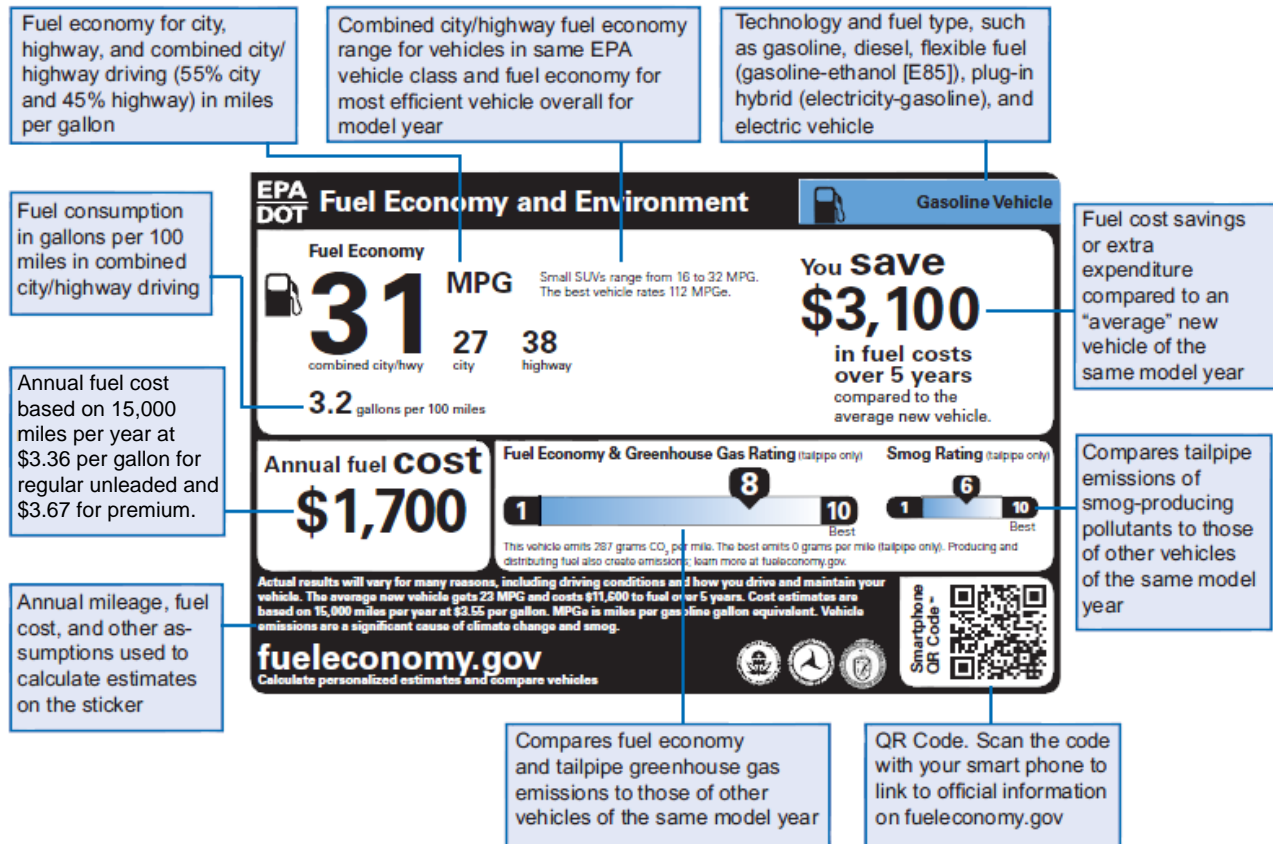 Fuel economy for city,
highway, and combined city/
highway driving (55% city
and 45% highway) in miles
per gallon
Combined city/highway fuel economy
range for vehicles in same EPA
vehicle class and fuel economy for
most efficient vehicle overall for
model year
Technology and fuel type, such
as gasoline, diesel, flexible fuel
(gasoline-ethanol [E85]), plug-in
hybrid (electricity-gasoline), and
electric vehicle
Fuel consumption
in gallons per 100
miles in combined
city/highway driving
Annual fuel cost
based on 15,000
miles per year at
$3.36 per gallon for
regular unleaded and
$3.67 for premium.
Annual mileage, fuel
cost, and other as-
sumptions used to
calculate estimates
on the sticker
EPA
DOT
Fuel Economy and Environment
Gasoline Vehicle
Fuel Economy
31
MPG
combined city/hwy
27
city
38
highway
Small SUVs range from 16 to 32 MPG.
The best vehicle rates 112 MPGe.
3.2 gallons per 100 miles
You save
$3,100
in fuel costs
over 5 years
compared to the
average new vehicle.
Annual fuel cost
$1,700
Fuel Economy & Greenhouse Gas Rating (tailpipe only)
1
8
10
Best
Smog Rating (tailpipe only)
1
6
10
Best
This vehicle emits 287 grams CO2 per mile. The best emits 0 grams per mile (tailpipe only). Producing and
distributing fuel also create emissions; learn more at fueleconomy.gov.
Actual results will vary for many reasons, including driving conditions and how you drive and maintain your
vehicle. The average new vehicle gets 23 MPG and costs $11,600 to fuel over 5 years. Cost estimates are
based on 15,000 miles per year at $3.55 per gallon. MPGe is miles per gasoline gallon equivalent. Vehicle
emissions are a significant cause of climate change and smog.
fueleconomy.gov
Calculate personalized estimates and compare vehicles
Smartphone
QR Code™
Fuel cost savings
or extra
expenditure
compared to an
“average” new
vehicle of the
same model year
Compares tailpipe
emissions of
smog-producing
pollutants to those
of other vehicles
of the same model
year
Compares fuel economy
and tailpipe greenhouse gas
emissions to those of other
vehicles of the same model year
QR Code. Scan the code
with your smart phone to
link to official information
on fueleconomy.gov